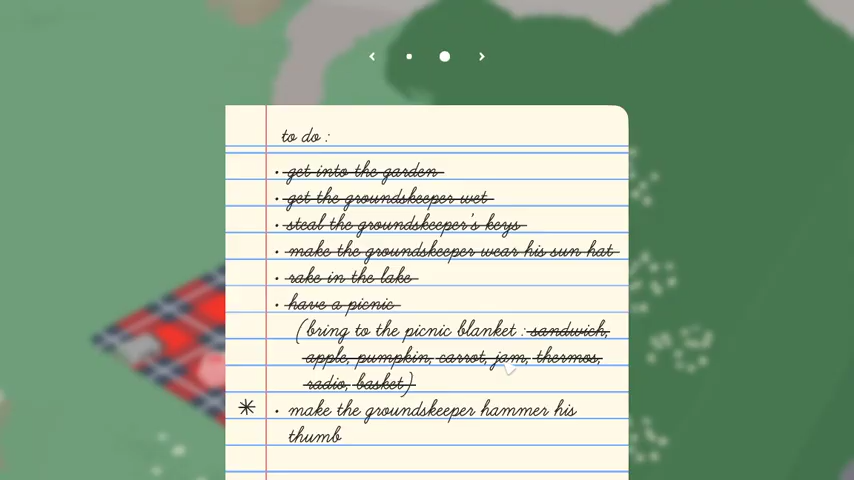 to do :
· get into the garden
· get the groundskeeper wet
· steal the groundskeeper's keys
· make the groundskeeper wear his sun hat
· rake in the lake
· have a picnic
(bring to the picnic blanket : sandwich,
apple, pumpkin, carrot, jam, thermos,
radio, basket)
* · make the groundskeeper hammer his
thumb